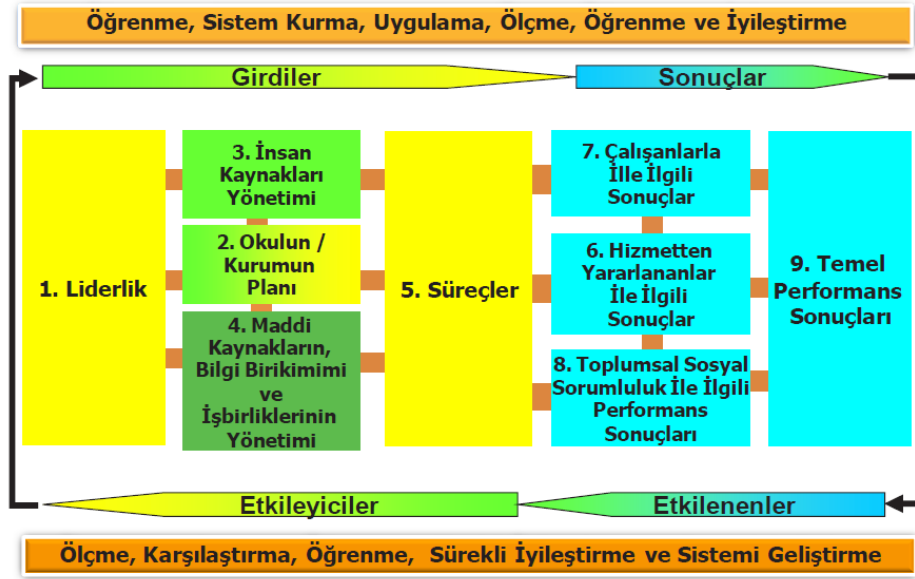 Öğrenme, Sistem Kurma, Uygulama, Ölçme, Öğrenme ve İyileştirme
Girdiler
Sonuçlar
1. Liderlik
3. İnsan
Kaynakları
Yönetimi
2. Okulun /
Kurumun
Planı
4. Maddi
Kaynakların,
Bilgi Birikimimi
ve
İşbirliklerinin
Yönetimi
5. Süreçler
7. Çalışanlarla
İlle İlgili
Sonuçlar
6. Hizmetten
Yararlananlar
İle İlgili
Sonuçlar
8. Toplumsal Sosyal
Sorumluluk İle İlgili
Performans
Sonuçları
9. Temel
Performans
Sonuçları
Etkileyiciler
Etkilenenler
Ölçme, Karşılaştırma, Öğrenme, Sürekli İyileştirme ve Sistemi Geliştirme